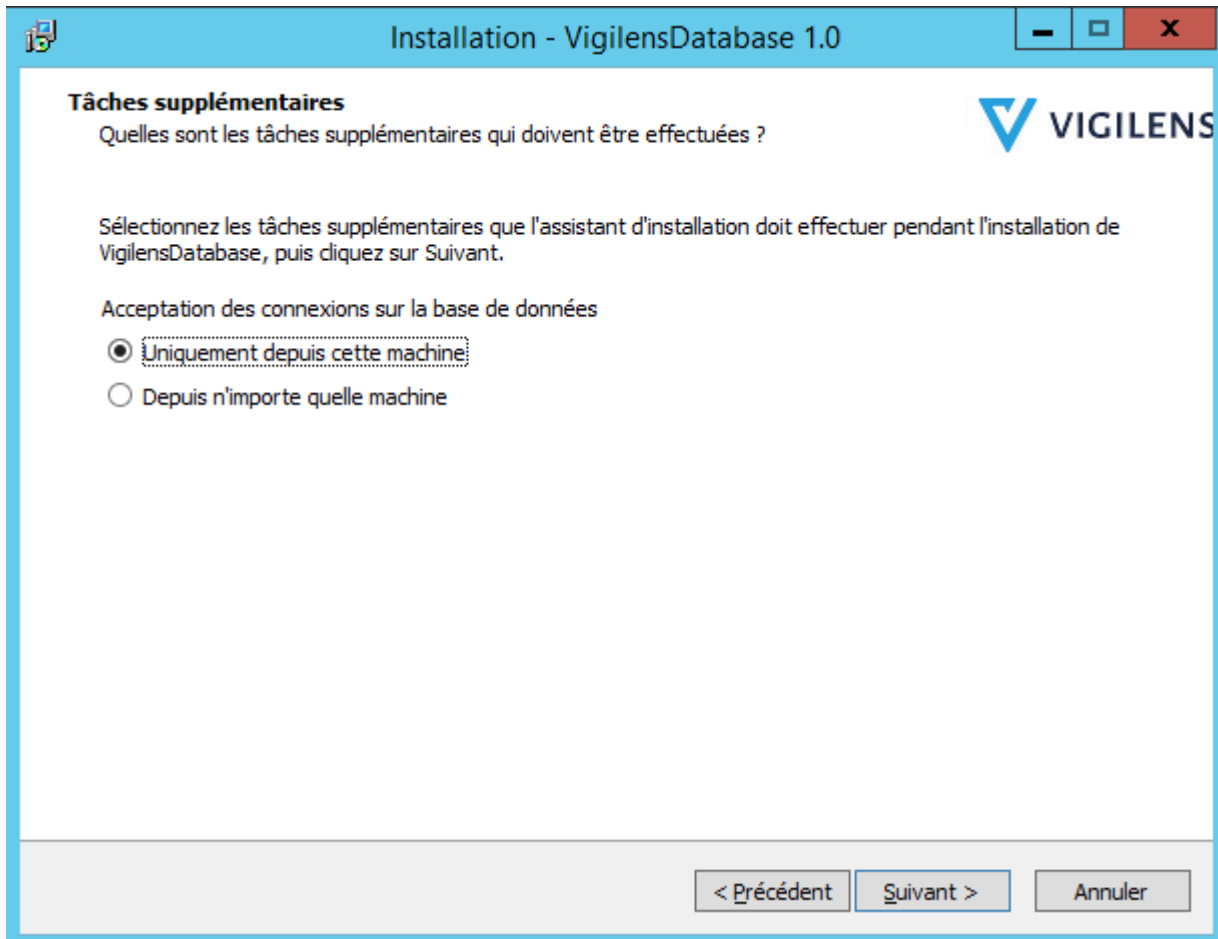 Installation - VigilensDatabase 1.0
Tâches supplémentaires
Quelles sont les tâches supplémentaires qui doivent être effectuées ?
VIGILENS
Sélectionnez les tâches supplémentaires que l'assistant d'installation doit effectuer pendant l'installation de
VigilensDatabase, puis cliquez sur Suivant.
Acceptation des connexions sur la base de données
Uniquement depuis cette machine
Depuis n'importe quelle machine
< Précédent
Suivant >
Annuler